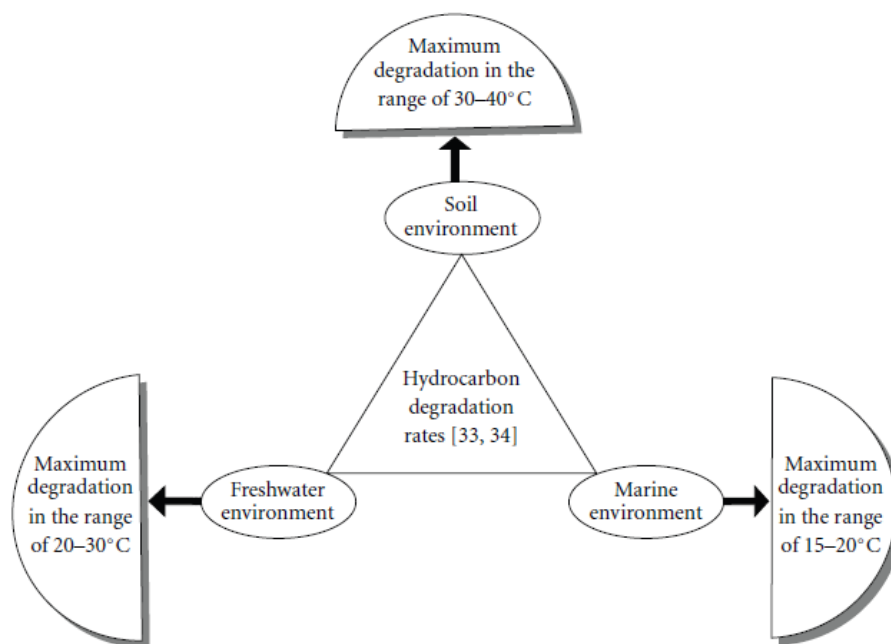 Maximum
degradation in the
range of 30–40°C
Soil
environment
Hydrocarbon
degradation
rates [33, 34]
Maximum
degradation
in the range
of 20–30°C
Freshwater
environment
Marine
environment
Maximum
degradation
in the range
of 15–20°C